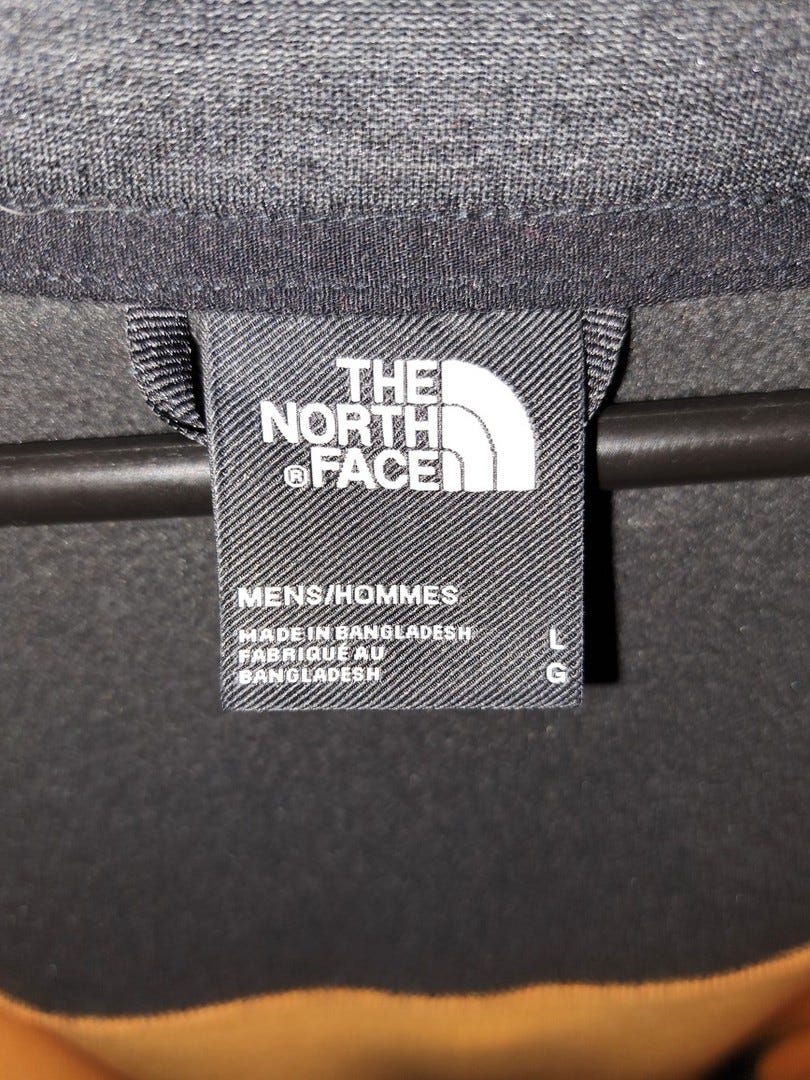 THE
NORTH
®FACE
MENS/HOMMES
MADE IN BANGLADESH
FABRIQUÉ AU
BANGLADESH
L
G